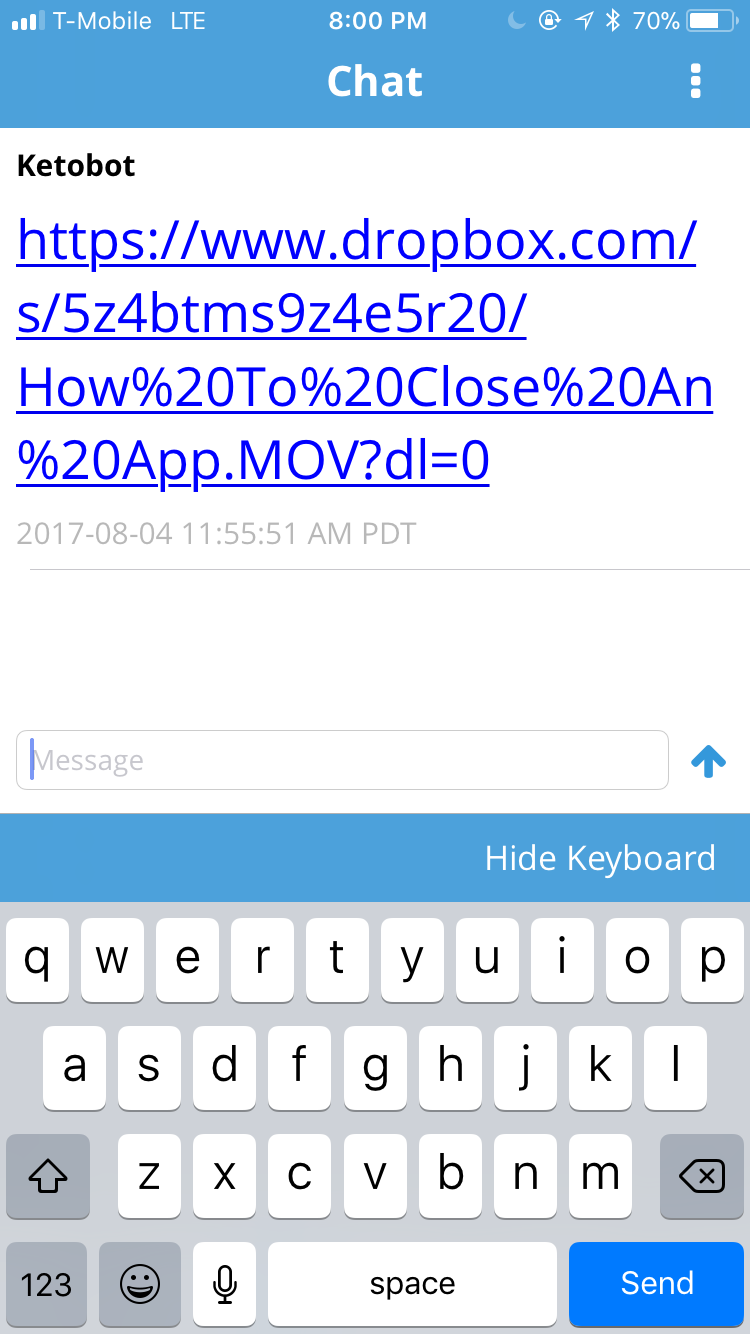 T-Mobile LTE 8:00 PM 70%
Chat
Ketobot
https://www.dropbox.com/
s/5z4btms9z4e5r20/
How%20To%20Close%20An
%20App.MOV?dl=0
2017-08-04 11:55:51 AM PDT
Message
Hide Keyboard
q w e r t y u i o p
a s d f g h j k l
z x c v b n m
123 space Send